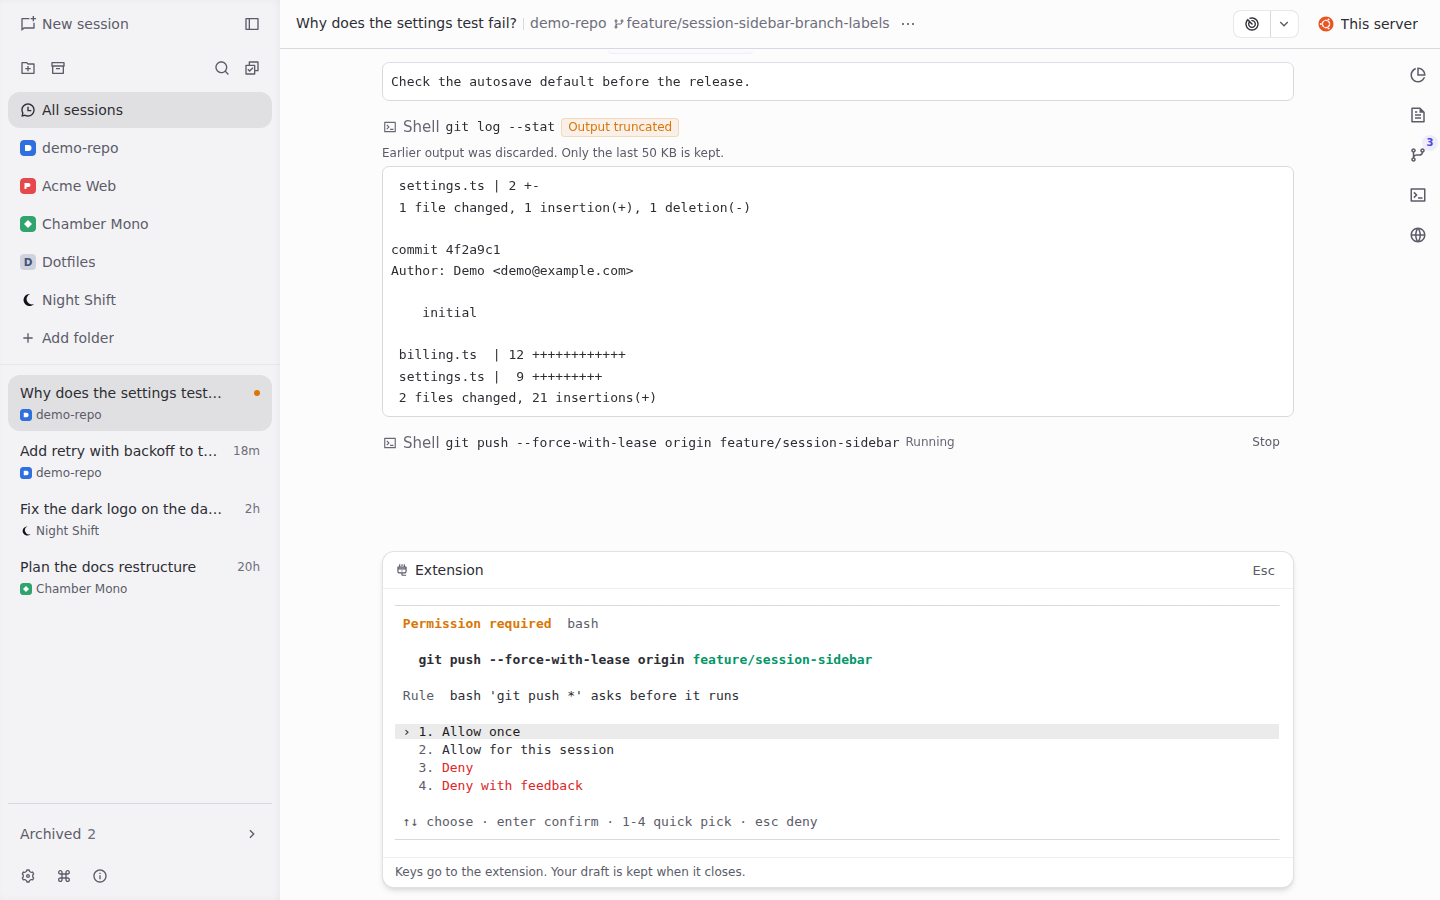 New session
All sessions
demo-repo
Acme Web
Chamber Mono
D Dotfiles
Night Shift
Add folder
Why does the settings test…
demo-repo
Add retry with backoff to t… 18m
demo-repo
Fix the dark logo on the da… 2h
Night Shift
Plan the docs restructure 20h
Chamber Mono
Archived 2
Why does the settings test fail? demo-repo feature/session-sidebar-branch-labels ···
This server
3
Check the autosave default before the release.
Shell git log --stat Output truncated
Earlier output was discarded. Only the last 50 KB is kept.
settings.ts | 2 +-
1 file changed, 1 insertion(+), 1 deletion(-)
commit 4f2a9c1
Author: Demo <demo@example.com>
initial
billing.ts  | 12 ++++++++++++
settings.ts |  9 +++++++++
2 files changed, 21 insertions(+)
Shell git push --force-with-lease origin feature/session-sidebar Running Stop
Extension Esc
Permission required bash
git push --force-with-lease origin feature/session-sidebar
Rule bash 'git push *' asks before it runs
› 1. Allow once
2. Allow for this session
3. Deny
4. Deny with feedback
↑↓ choose · enter confirm · 1-4 quick pick · esc deny
Keys go to the extension. Your draft is kept when it closes.